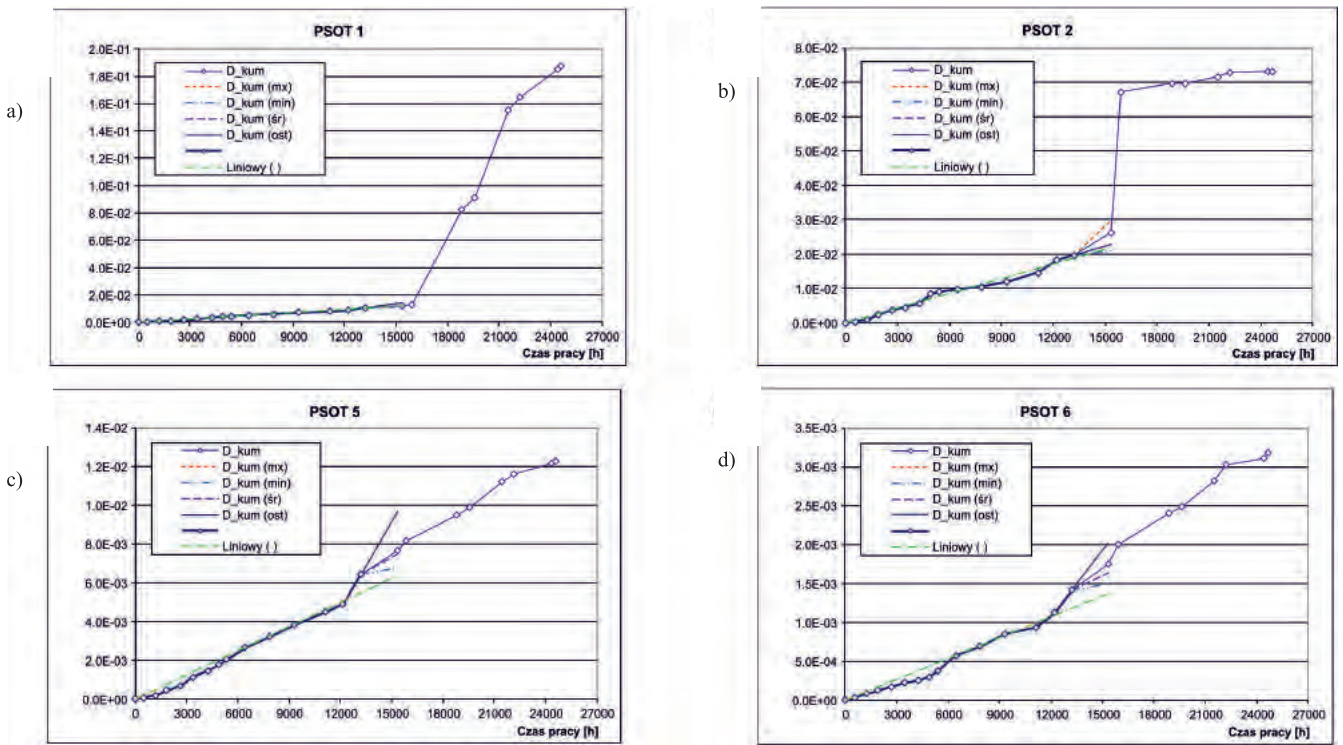 a)
PSOT 1
2.0E-01
1.8E-01
1.6E-01
1.4E-01
1.2E-01
1.0E-01
8.0E-02
6.0E-02
4.0E-02
2.0E-02
0.0E+00
D_kum
D_kum (mx)
D_kum (min)
D_kum (śr)
D_kum (ost)
Liniowy ( )
0 3000 6000 9000 12000 15000 18000 21000 24000 27000
Czas pracy [h]
b)
PSOT 2
8.0E-02
7.0E-02
6.0E-02
5.0E-02
4.0E-02
3.0E-02
2.0E-02
1.0E-02
0.0E+00
D_kum
D_kum (mx)
D_kum (min)
D_kum (śr)
D_kum (ost)
Liniowy ( )
0 3000 6000 9000 12000 15000 18000 21000 24000 27000
Czas pracy [h]
c)
PSOT 5
1.4E-02
1.2E-02
1.0E-02
8.0E-03
6.0E-03
4.0E-03
2.0E-03
0.0E+00
D_kum
D_kum (mx)
D_kum (min)
D_kum (śr)
D_kum (ost)
Liniowy ( )
0 3000 6000 9000 12000 15000 18000 21000 24000 27000
Czas pracy [h]
d)
PSOT 6
3.5E-03
3.0E-03
2.5E-03
2.0E-03
1.5E-03
1.0E-03
5.0E-04
0.0E+00
D_kum
D_kum (mx)
D_kum (min)
D_kum (śr)
D_kum (ost)
Liniowy ( )
0 3000 6000 9000 12000 15000 18000 21000 24000 27000
Czas pracy [h]